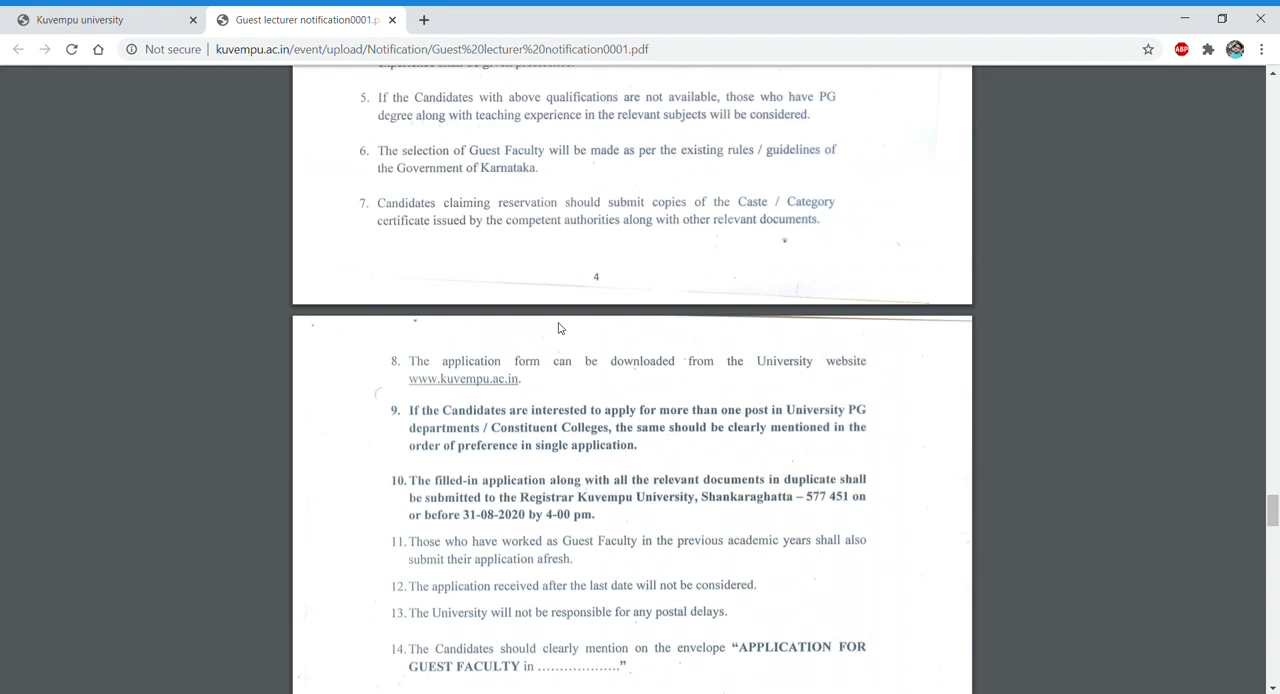 Kuvempu university
Guest lecturer notification0001.p
Not secure | kuvempu.ac.in/event/upload/Notification/Guest%20lecturer%20notification0001.pdf
ABP
5. If the Candidates with above qualifications are not available, those who have PG
degree along with teaching experience in the relevant subjects will be considered.
6. The selection of Guest Faculty will be made as per the existing rules / guidelines of
the Government of Karnataka.
7. Candidates claiming reservation should submit copies of the Caste / Category
certificate issued by the competent authorities along with other relevant documents.
4
8. The application form can be downloaded from the University website
www.kuvempu.ac.in.
9. If the Candidates are interested to apply for more than one post in University PG
departments / Constituent Colleges, the same should be clearly mentioned in the
order of preference in single application.
10. The filled-in application along with all the relevant documents in duplicate shall
be submitted to the Registrar Kuvempu University, Shankaraghatta – 577 451 on
or before 31-08-2020 by 4-00 pm.
11. Those who have worked as Guest Faculty in the previous academic years shall also
submit their application afresh.
12. The application received after the last date will not be considered.
13. The University will not be responsible for any postal delays.
14. The Candidates should clearly mention on the envelope “APPLICATION FOR
GUEST FACULTY in ...................”